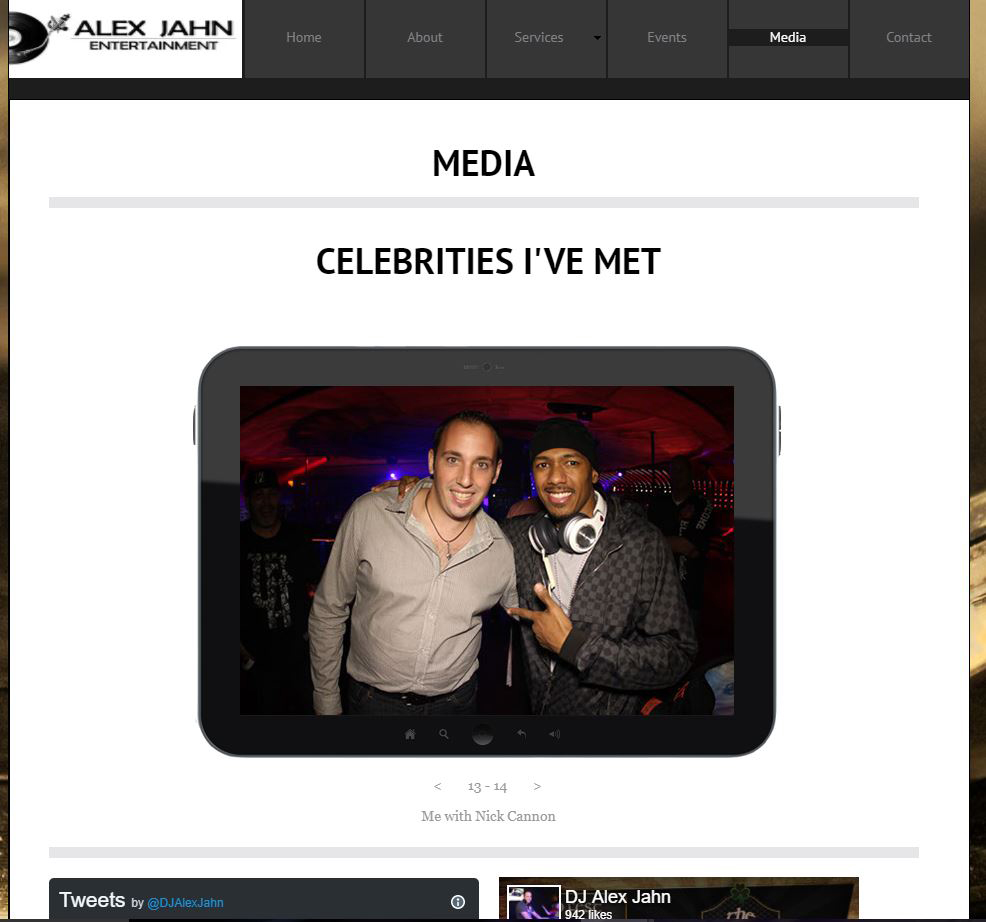 ALEX JAHN
ENTERTAINMENT
Home
About
Services
Events
Media
Contact
MEDIA
CELEBRITIES I'VE MET
< 13 - 14 >
Me with Nick Cannon
Tweets by @DJAlexJahn
DJ Alex Jahn
942 likes